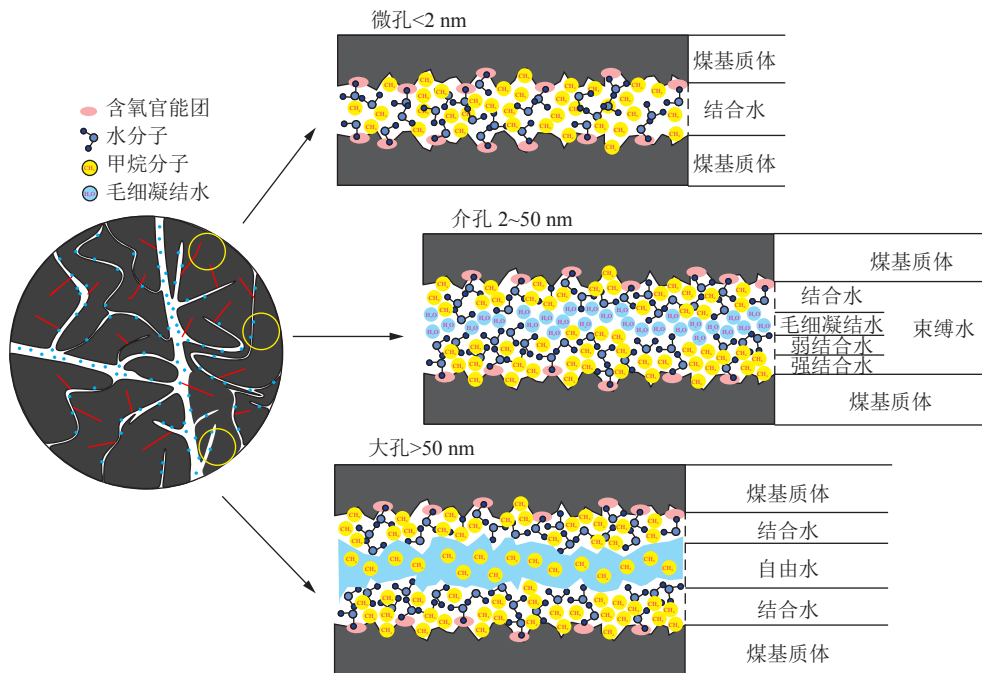 微孔<2 nm
煤基质体
结合水
煤基质体
含氧官能团
水分子
CH₄ 甲烷分子
H₂O 毛细凝结水
介孔 2~50 nm
煤基质体
结合水
毛细凝结水
弱结合水
强结合水
束缚水
煤基质体
大孔>50 nm
煤基质体
结合水
自由水
结合水
煤基质体